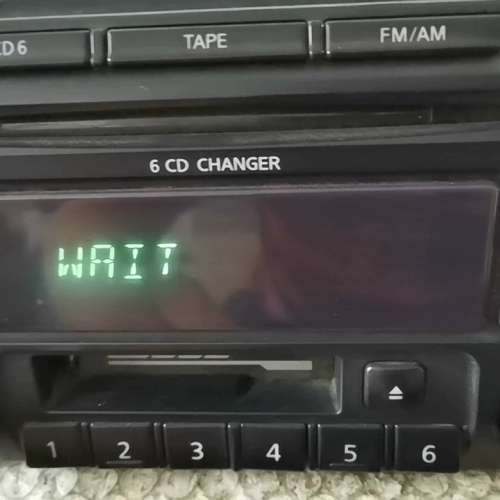 CD6 TAPE FM/AM
6 CD CHANGER
WAIT
1 2 3 4 5 6